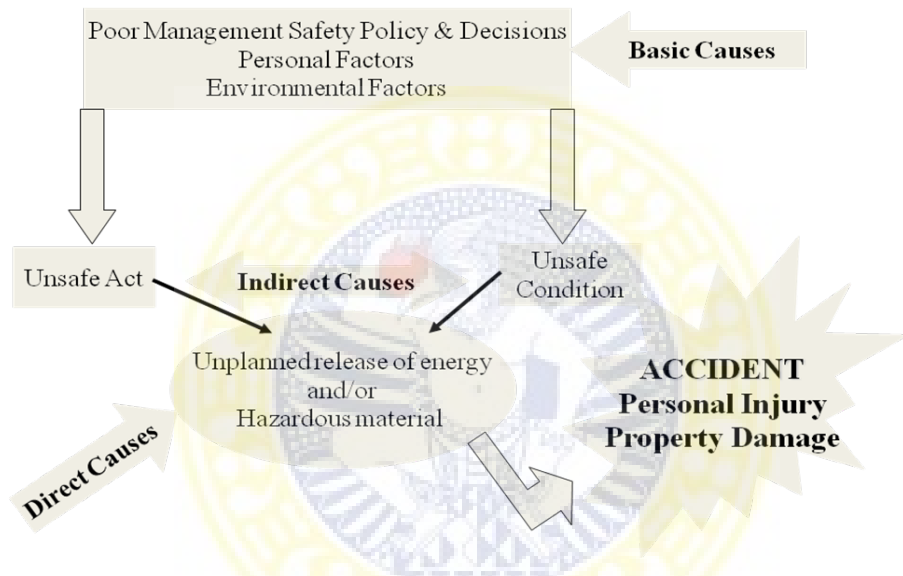 Poor Management Safety Policy & Decisions
Personal Factors
Environmental Factors
Basic Causes
Unsafe Act
Indirect Causes
Unsafe
Condition
Unplanned release of energy
and/or
Hazardous material
Direct Causes
ACCIDENT
Personal Injury
Property Damage